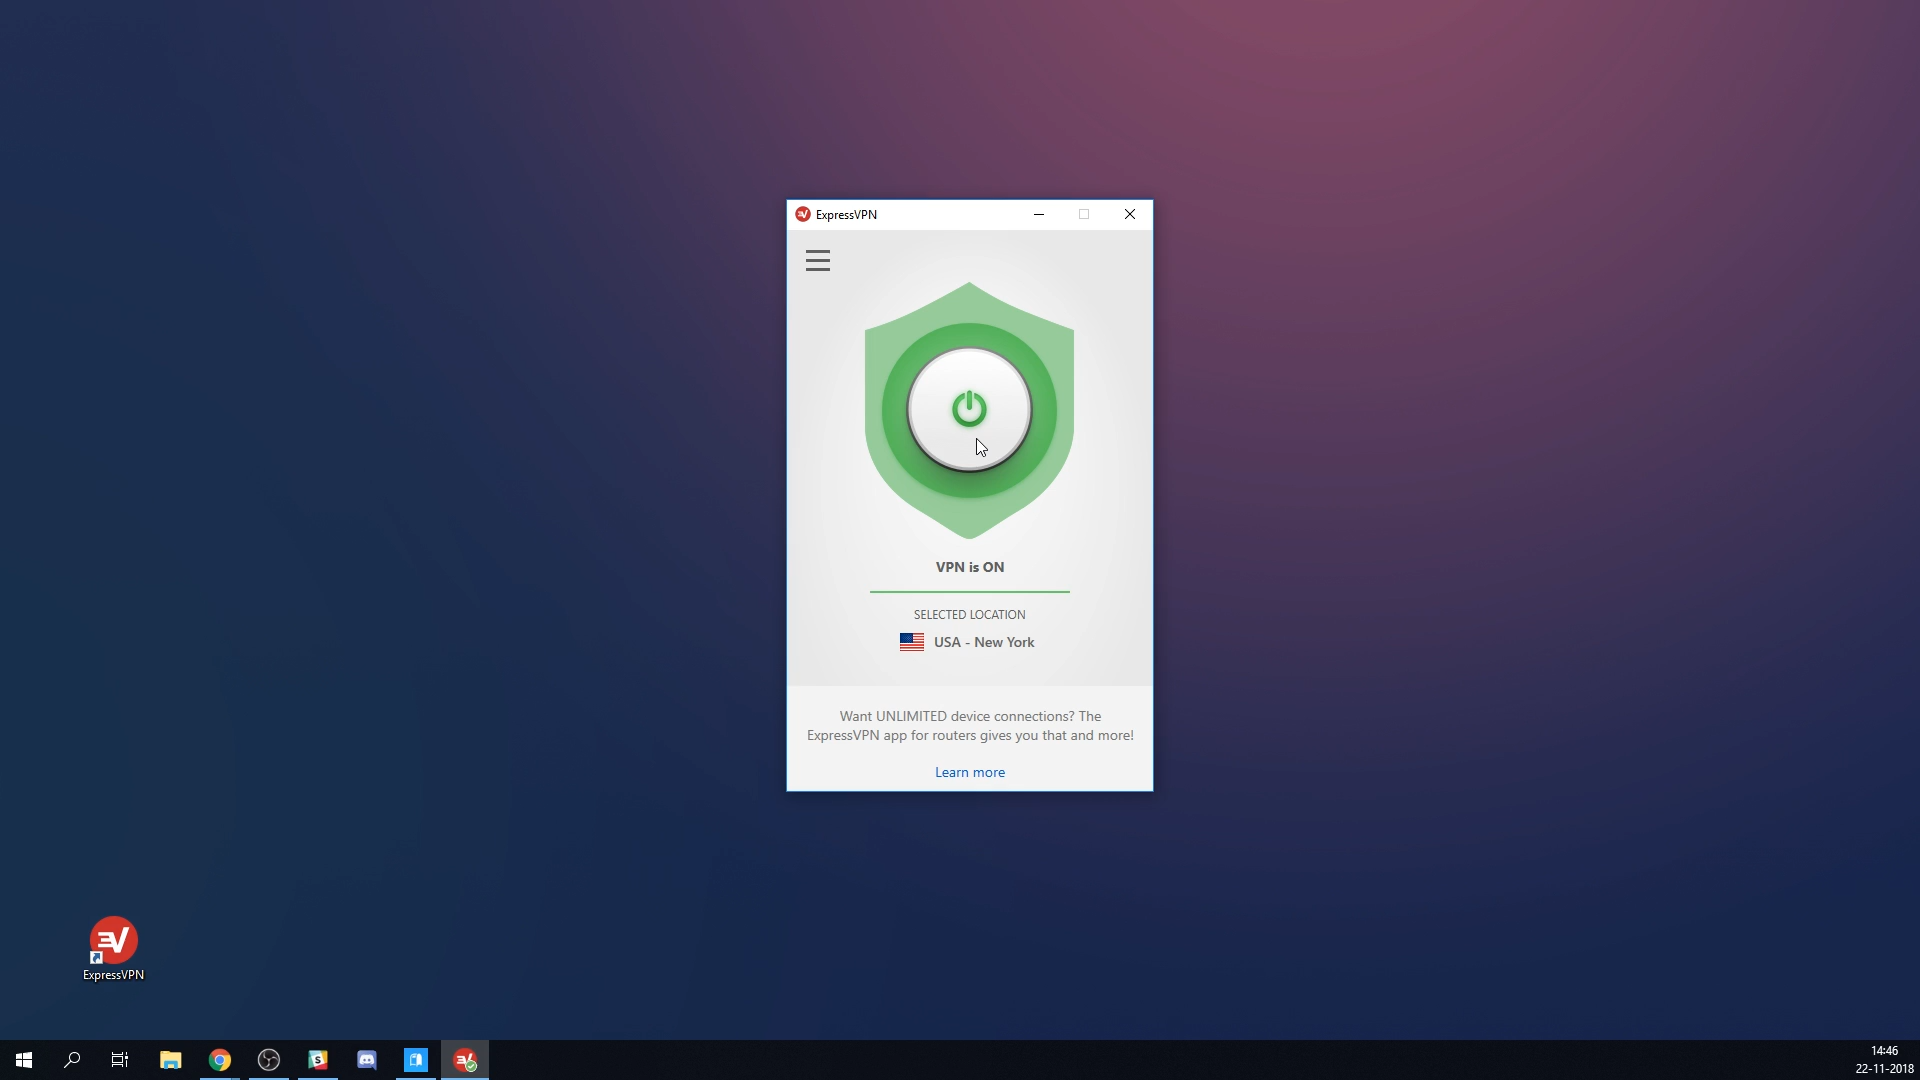 ExpressVPN
VPN is ON
SELECTED LOCATION
USA - New York
Want UNLIMITED device connections? The
ExpressVPN app for routers gives you that and more!
Learn more
ExpressVPN
14:46
22-11-2018